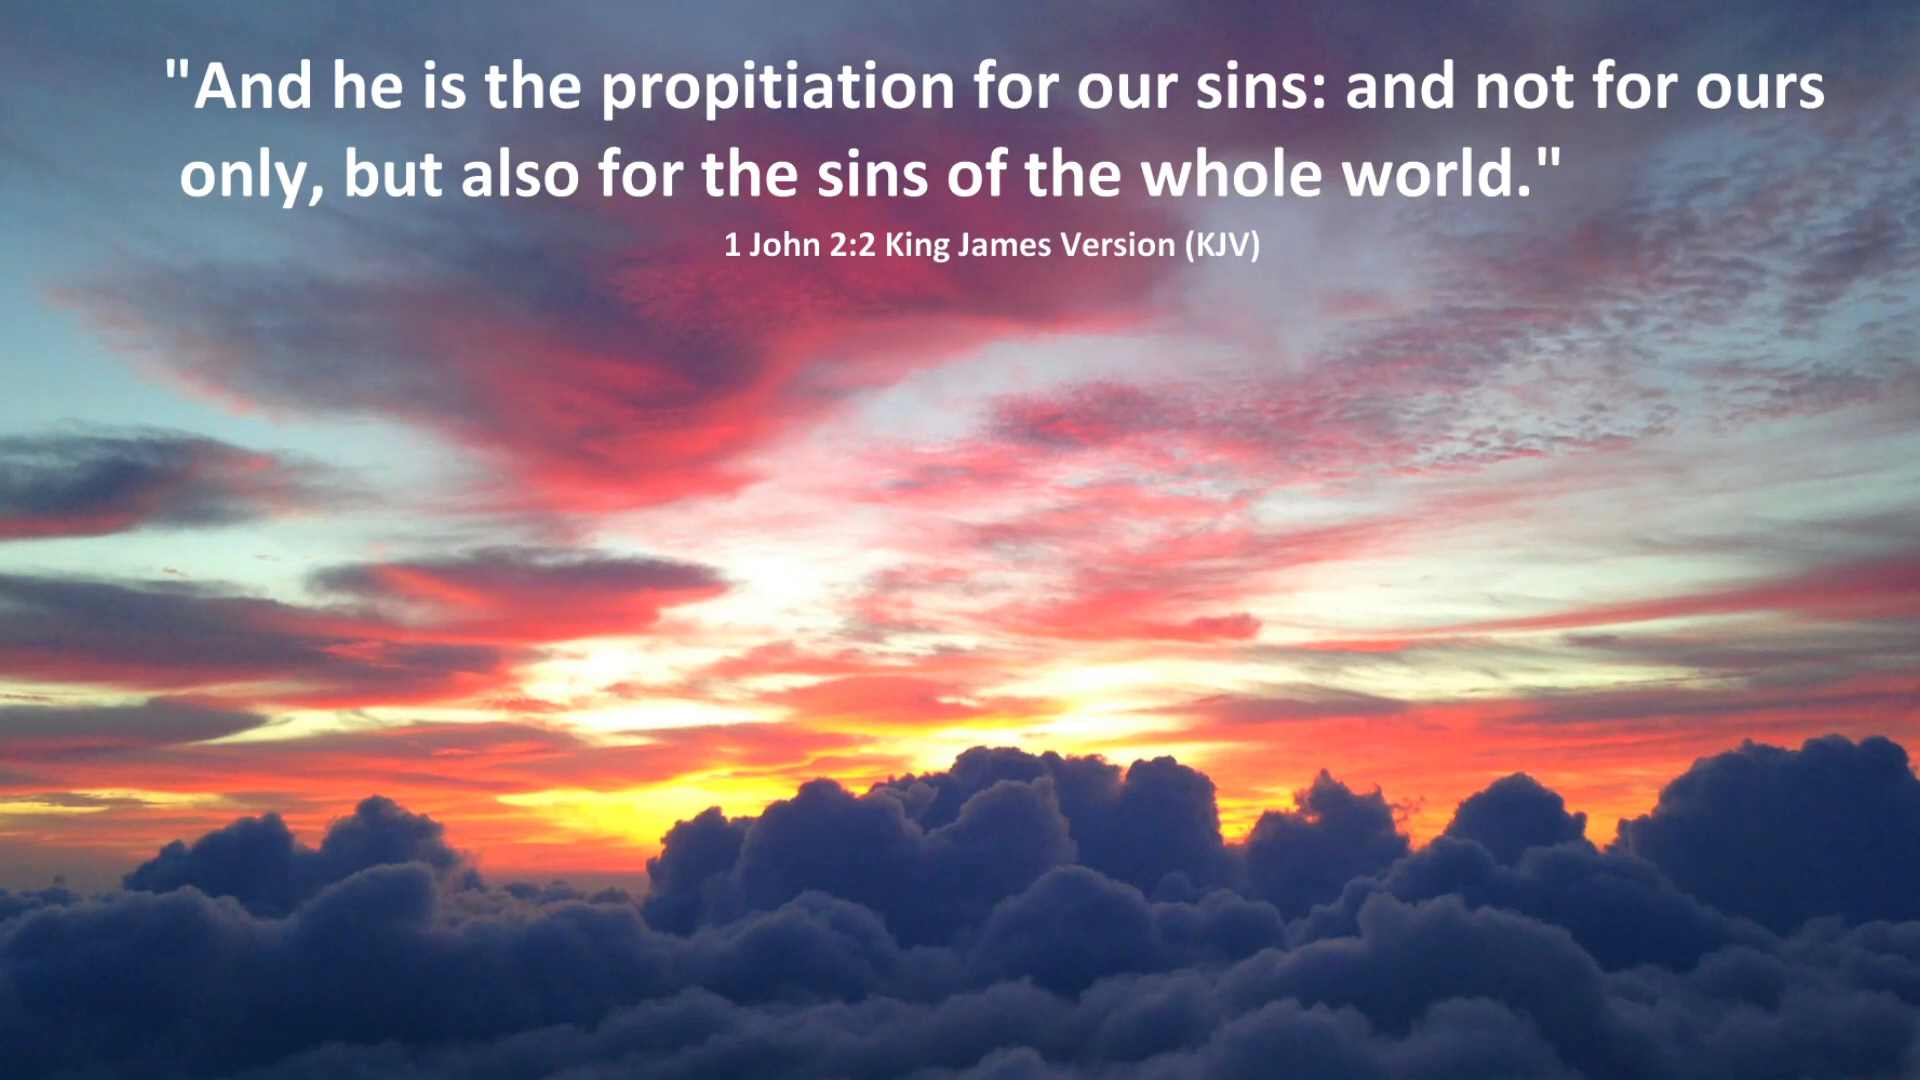 "And he is the propitiation for our sins: and not for ours
only, but also for the sins of the whole world."
1 John 2:2 King James Version (KJV)